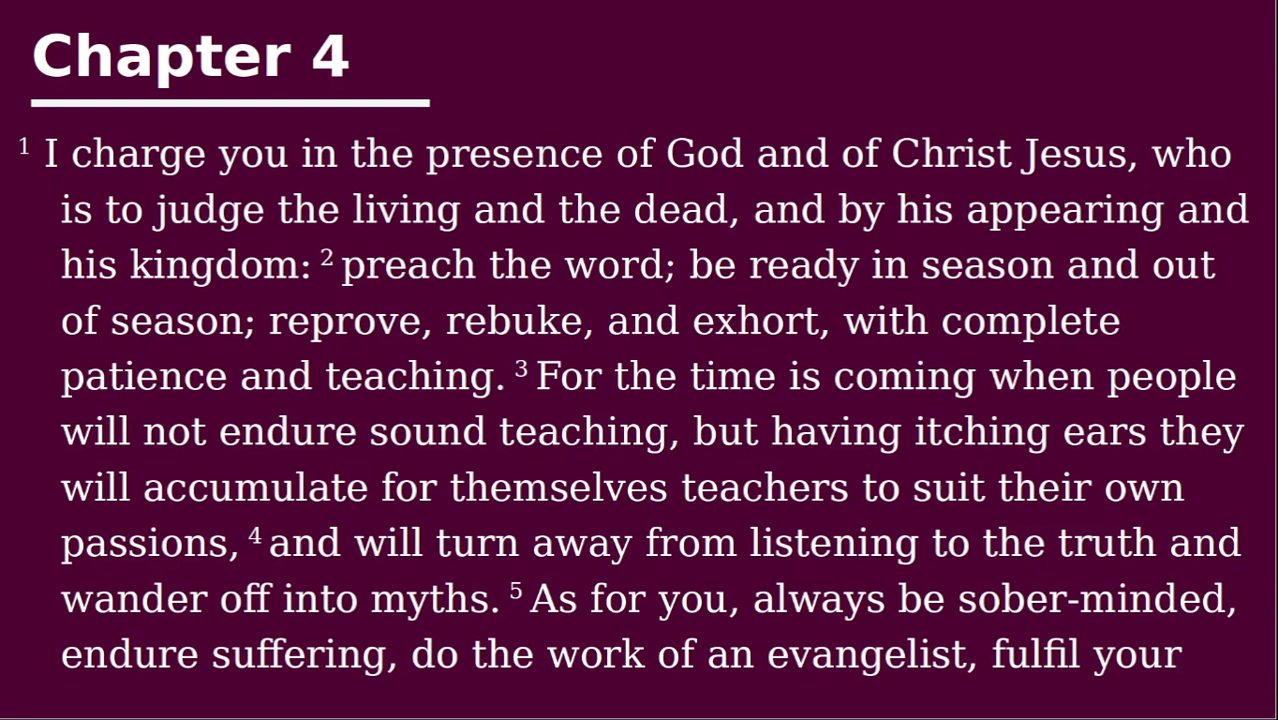 Chapter 4
1 I charge you in the presence of God and of Christ Jesus, who
is to judge the living and the dead, and by his appearing and
his kingdom: 2 preach the word; be ready in season and out
of season; reprove, rebuke, and exhort, with complete
patience and teaching. 3 For the time is coming when people
will not endure sound teaching, but having itching ears they
will accumulate for themselves teachers to suit their own
passions, 4 and will turn away from listening to the truth and
wander off into myths. 5 As for you, always be sober-minded,
endure suffering, do the work of an evangelist, fulfil your